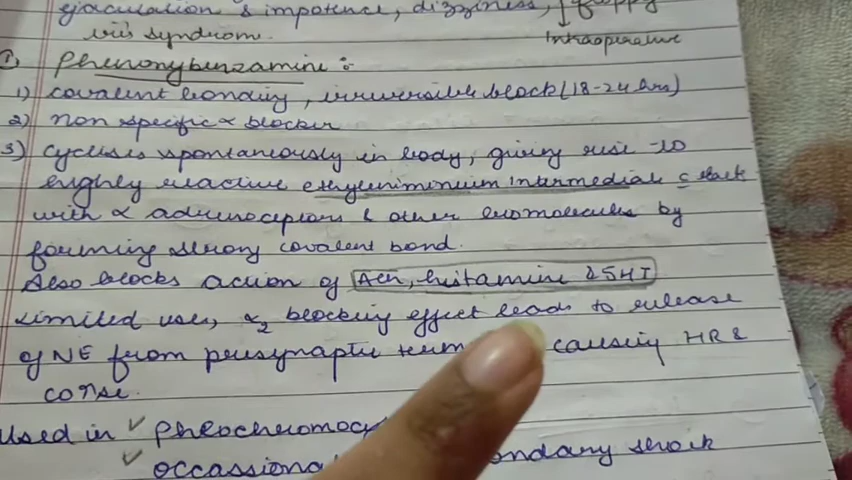 ejaculation & impotence, dizziness, floppy
iris syndrom.
Intraoperative
① Phenoxybenzamine :-
1) covalent bonding, irreversible block (18-24 hrs)
2) non specific α blocker
3) cyclises spontaneously in body, giving rise to
highly reactive ethyleniminium intermediate c̄ react
with α adrenoceptors & other biomolecules by
forming strong covalent bond.
Also blocks action of Ach, histamine & 5HT
Limited use, α2 blocking effect leads to release
of NE from presynaptic causing HR &
CO rise.
Used in ✓ pheochromoc
✓ occassiona ondary shock